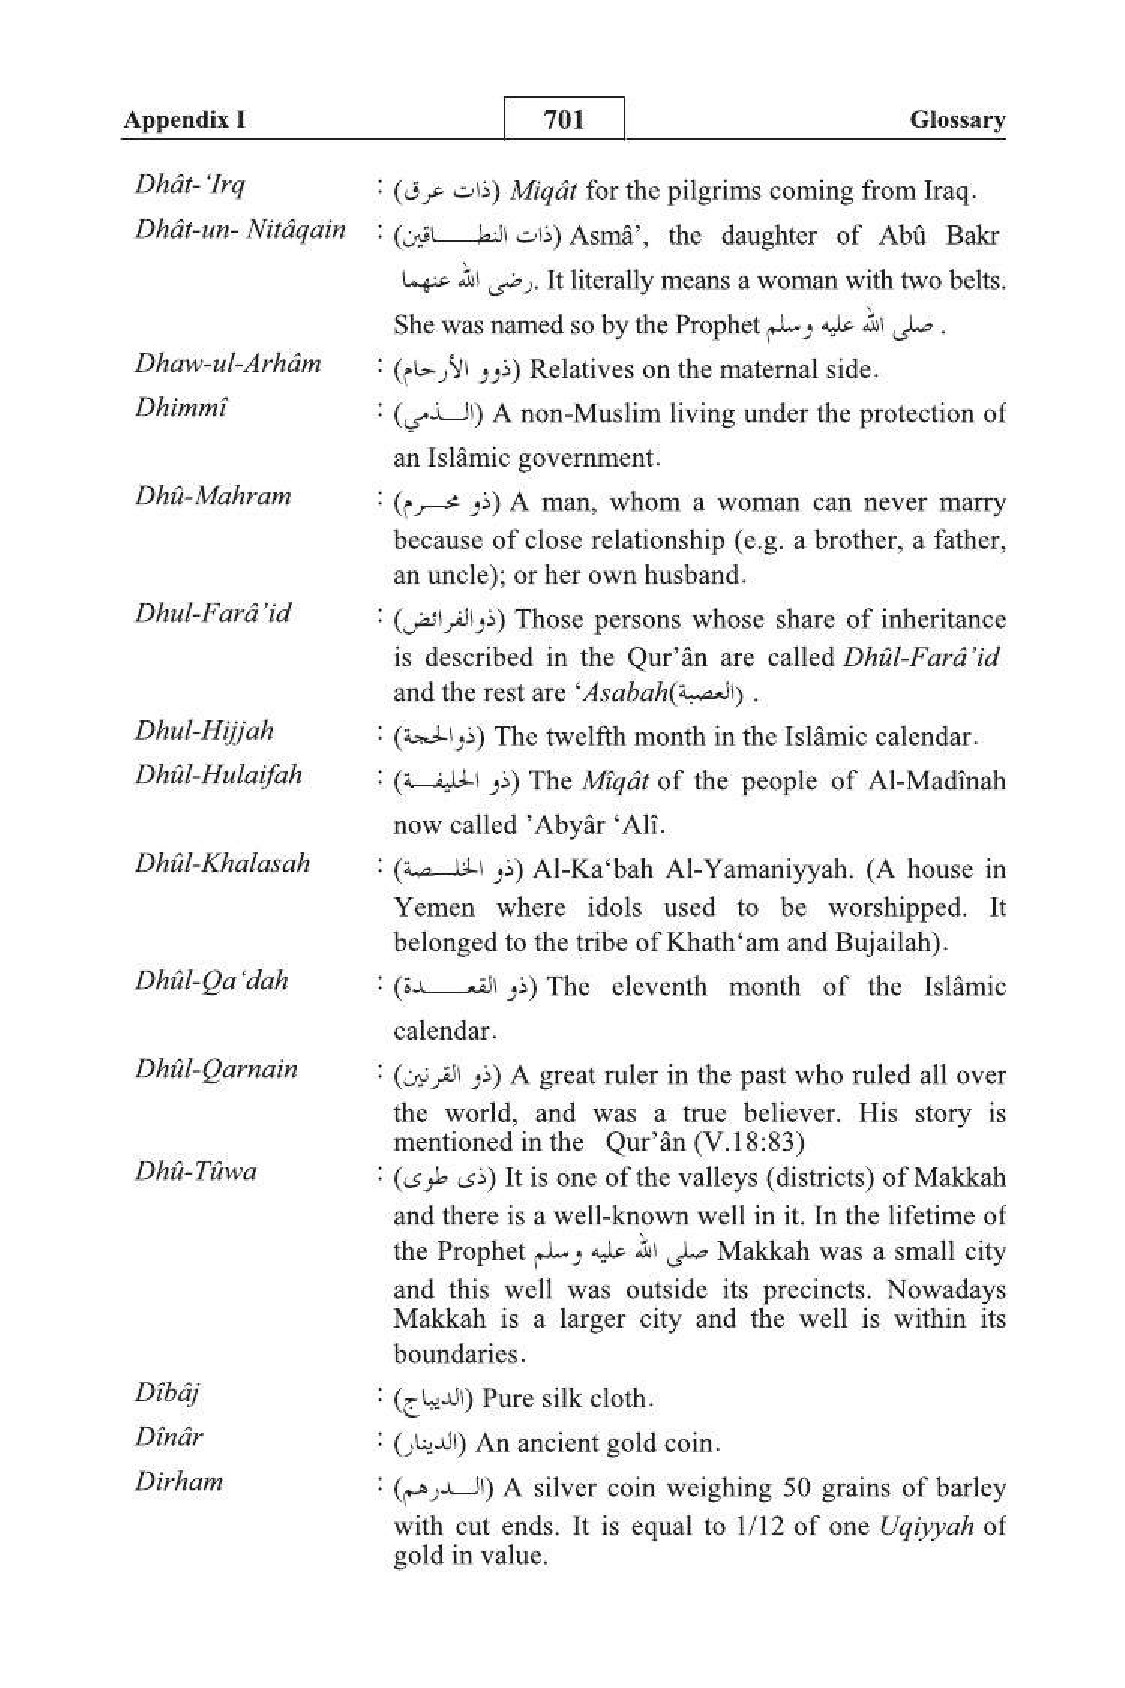 Appendix I 701 Glossary
Dhât-‘Irq : (ذات عرق) Miqât for the pilgrims coming from Iraq.
Dhât-un- Nitâqain : (ذات النطـــاقين) Asmâ’, the daughter of Abû Bakr
رضى الله عنهما. It literally means a woman with two belts.
She was named so by the Prophet صلى الله عليه وسلم .
Dhaw-ul-Arhâm : (ذوو الأرحام) Relatives on the maternal side.
Dhimmî : (الـــذمي) A non-Muslim living under the protection of
an Islâmic government.
Dhû-Mahram : (ذو محـــرم) A man, whom a woman can never marry
because of close relationship (e.g. a brother, a father,
an uncle); or her own husband.
Dhul-Farâ’id : (ذوالفرائض) Those persons whose share of inheritance
is described in the Qur’ân are called Dhûl-Farâ’id
and the rest are ‘Asabah(العصبة) .
Dhul-Hijjah : (ذوالحجة) The twelfth month in the Islâmic calendar.
Dhûl-Hulaifah : (ذو الحليفـــة) The Mîqât of the people of Al-Madînah
now called ’Abyâr ‘Alî.
Dhûl-Khalasah : (ذو الخلـــصة) Al-Ka‘bah Al-Yamaniyyah. (A house in
Yemen where idols used to be worshipped. It
belonged to the tribe of Khath‘am and Bujailah).
Dhûl-Qa‘dah : (ذو القعـــدة) The eleventh month of the Islâmic
calendar.
Dhûl-Qarnain : (ذو القرنين) A great ruler in the past who ruled all over
the world, and was a true believer. His story is
mentioned in the Qur’ân (V.18:83)
Dhû-Tûwa : (ذى طوى) It is one of the valleys (districts) of Makkah
and there is a well-known well in it. In the lifetime of
the Prophet صلى الله عليه وسلم Makkah was a small city
and this well was outside its precincts. Nowadays
Makkah is a larger city and the well is within its
boundaries.
Dîbâj : (الديباج) Pure silk cloth.
Dînâr : (الدينار) An ancient gold coin.
Dirham : (الـــدرهم) A silver coin weighing 50 grains of barley
with cut ends. It is equal to 1/12 of one Uqiyyah of
gold in value.